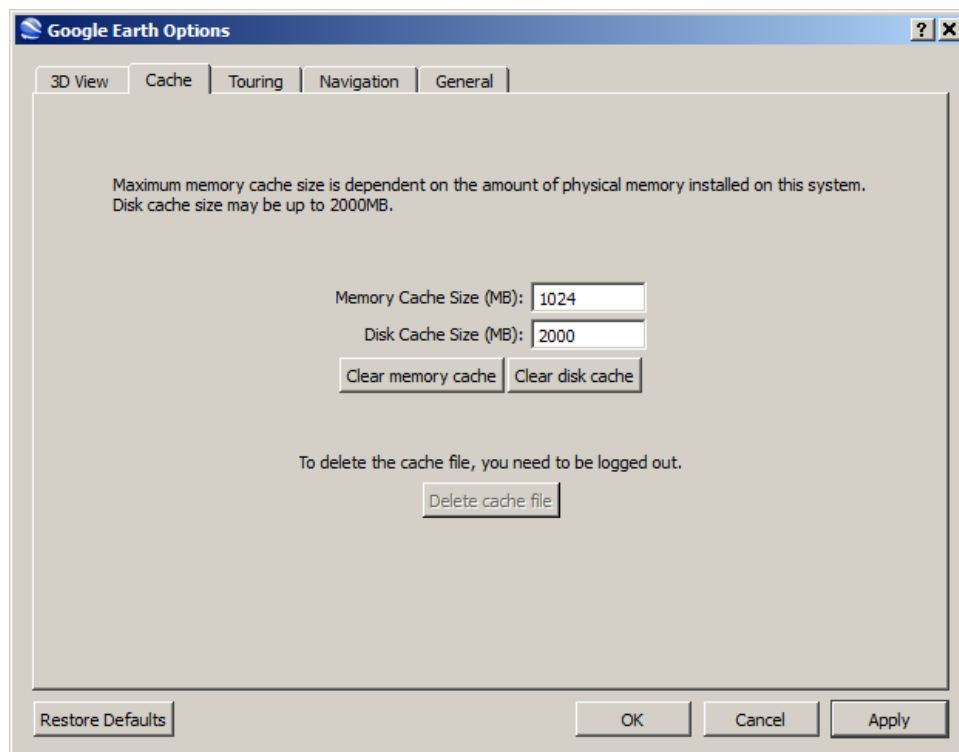 Google Earth Options
3D View Cache Touring Navigation General
Maximum memory cache size is dependent on the amount of physical memory installed on this system.
Disk cache size may be up to 2000MB.
Memory Cache Size (MB): 1024
Disk Cache Size (MB): 2000
Clear memory cache Clear disk cache
To delete the cache file, you need to be logged out.
Delete cache file
Restore Defaults OK Cancel Apply